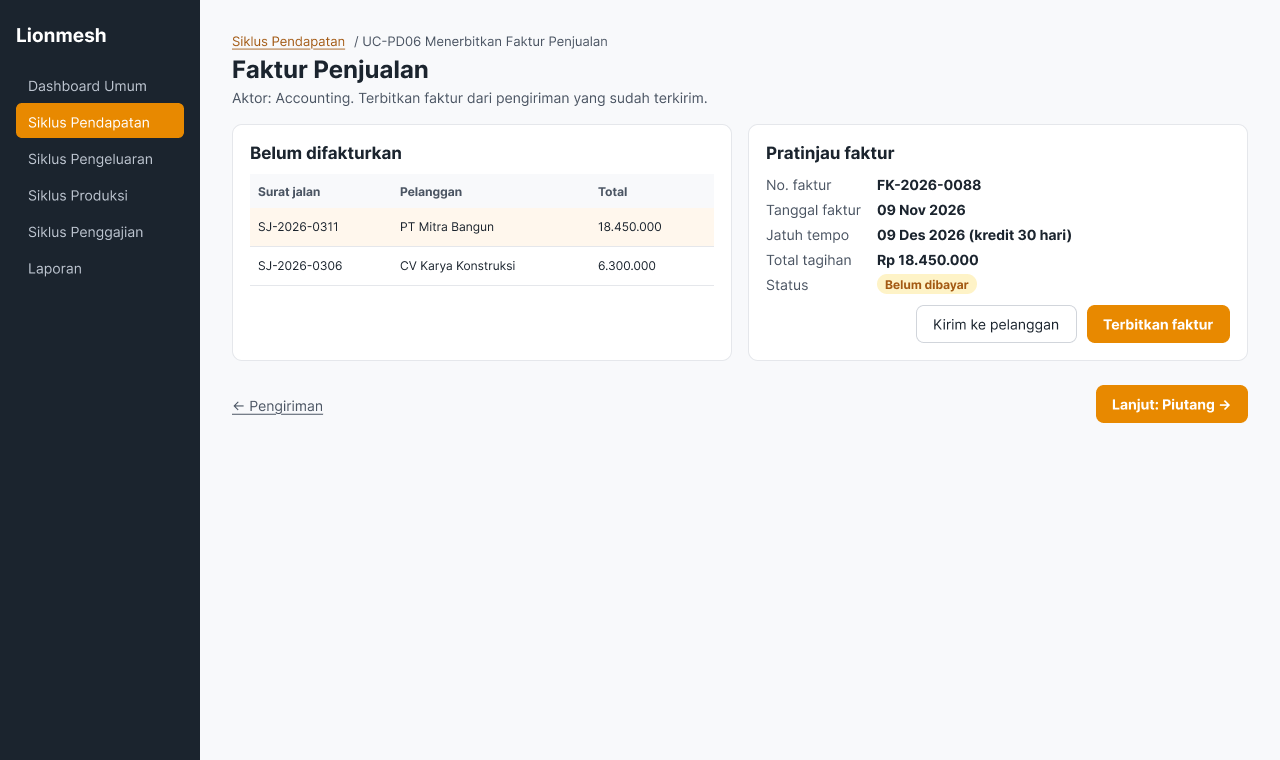 Lionmesh
Dashboard Umum
Siklus Pendapatan
Siklus Pengeluaran
Siklus Produksi
Siklus Penggajian
Laporan
Siklus Pendapatan / UC-PD06 Menerbitkan Faktur Penjualan
Faktur Penjualan
Aktor: Accounting. Terbitkan faktur dari pengiriman yang sudah terkirim.
Belum difakturkan
Surat jalan Pelanggan Total
SJ-2026-0311 PT Mitra Bangun 18.450.000
SJ-2026-0306 CV Karya Konstruksi 6.300.000
Pratinjau faktur
No. faktur FK-2026-0088
Tanggal faktur 09 Nov 2026
Jatuh tempo 09 Des 2026 (kredit 30 hari)
Total tagihan Rp 18.450.000
Status Belum dibayar
Kirim ke pelanggan Terbitkan faktur
← Pengiriman Lanjut: Piutang →